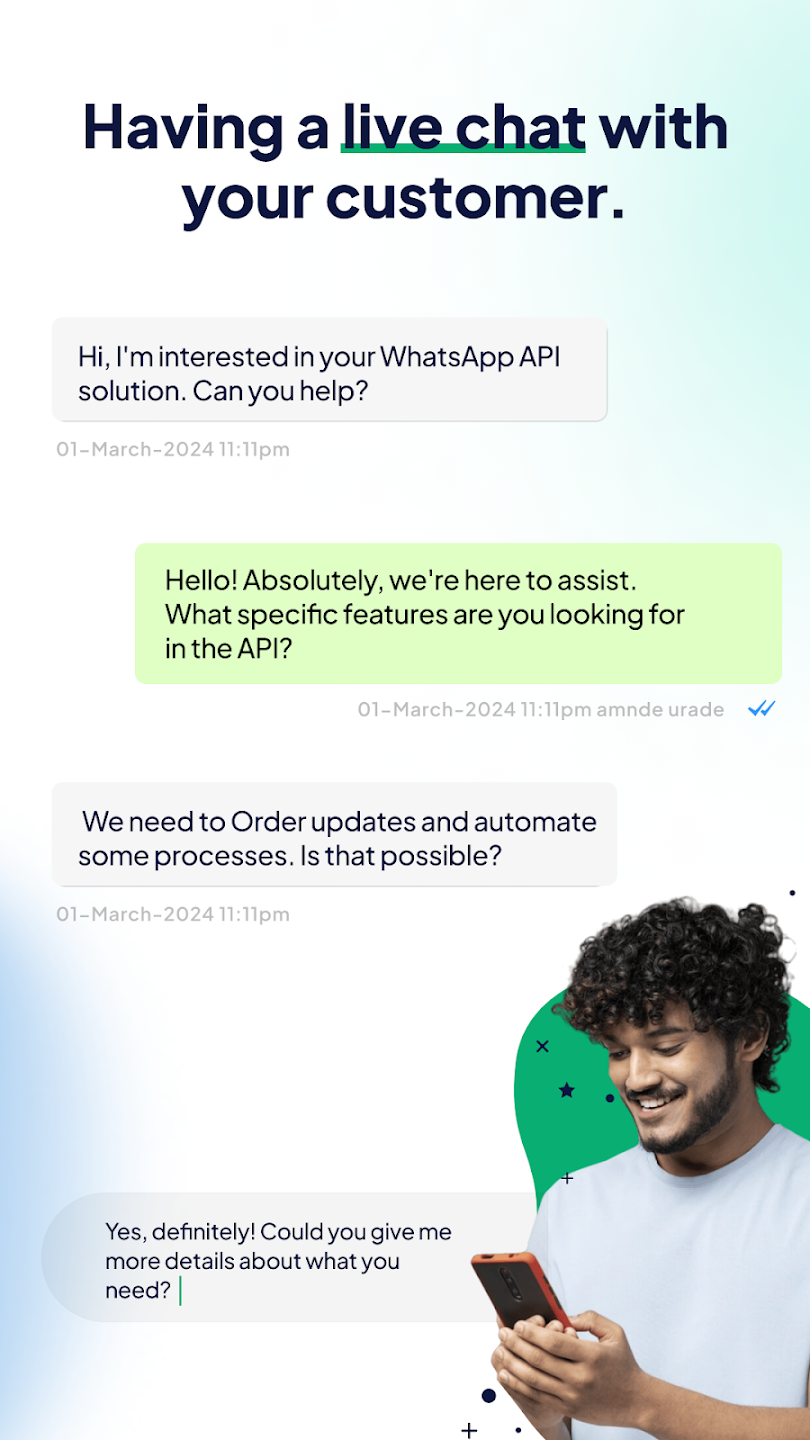 Having a live chat with
your customer.
Hi, I'm interested in your WhatsApp API
solution. Can you help?
01-March-2024 11:11pm
Hello! Absolutely, we're here to assist.
What specific features are you looking for
in the API?
01-March-2024 11:11pm amnde urade
We need to Order updates and automate
some processes. Is that possible?
01-March-2024 11:11pm
Yes, definitely! Could you give me
more details about what you
need?